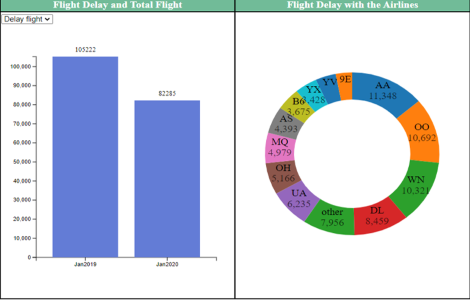 Flight Delay and Total Flight
Delay flight
105222
82285
100,000
90,000
80,000
70,000
60,000
50,000
40,000
30,000
20,000
10,000
0
Jan2019
Jan2020
Flight Delay with the Airlines
AA
11,348
OO
10,692
WN
10,321
DL
8,459
other
7,956
UA
6,235
OH
5,166
MQ
4,979
AS
4,393
B6
3,675
YX
3,428
YV
9E